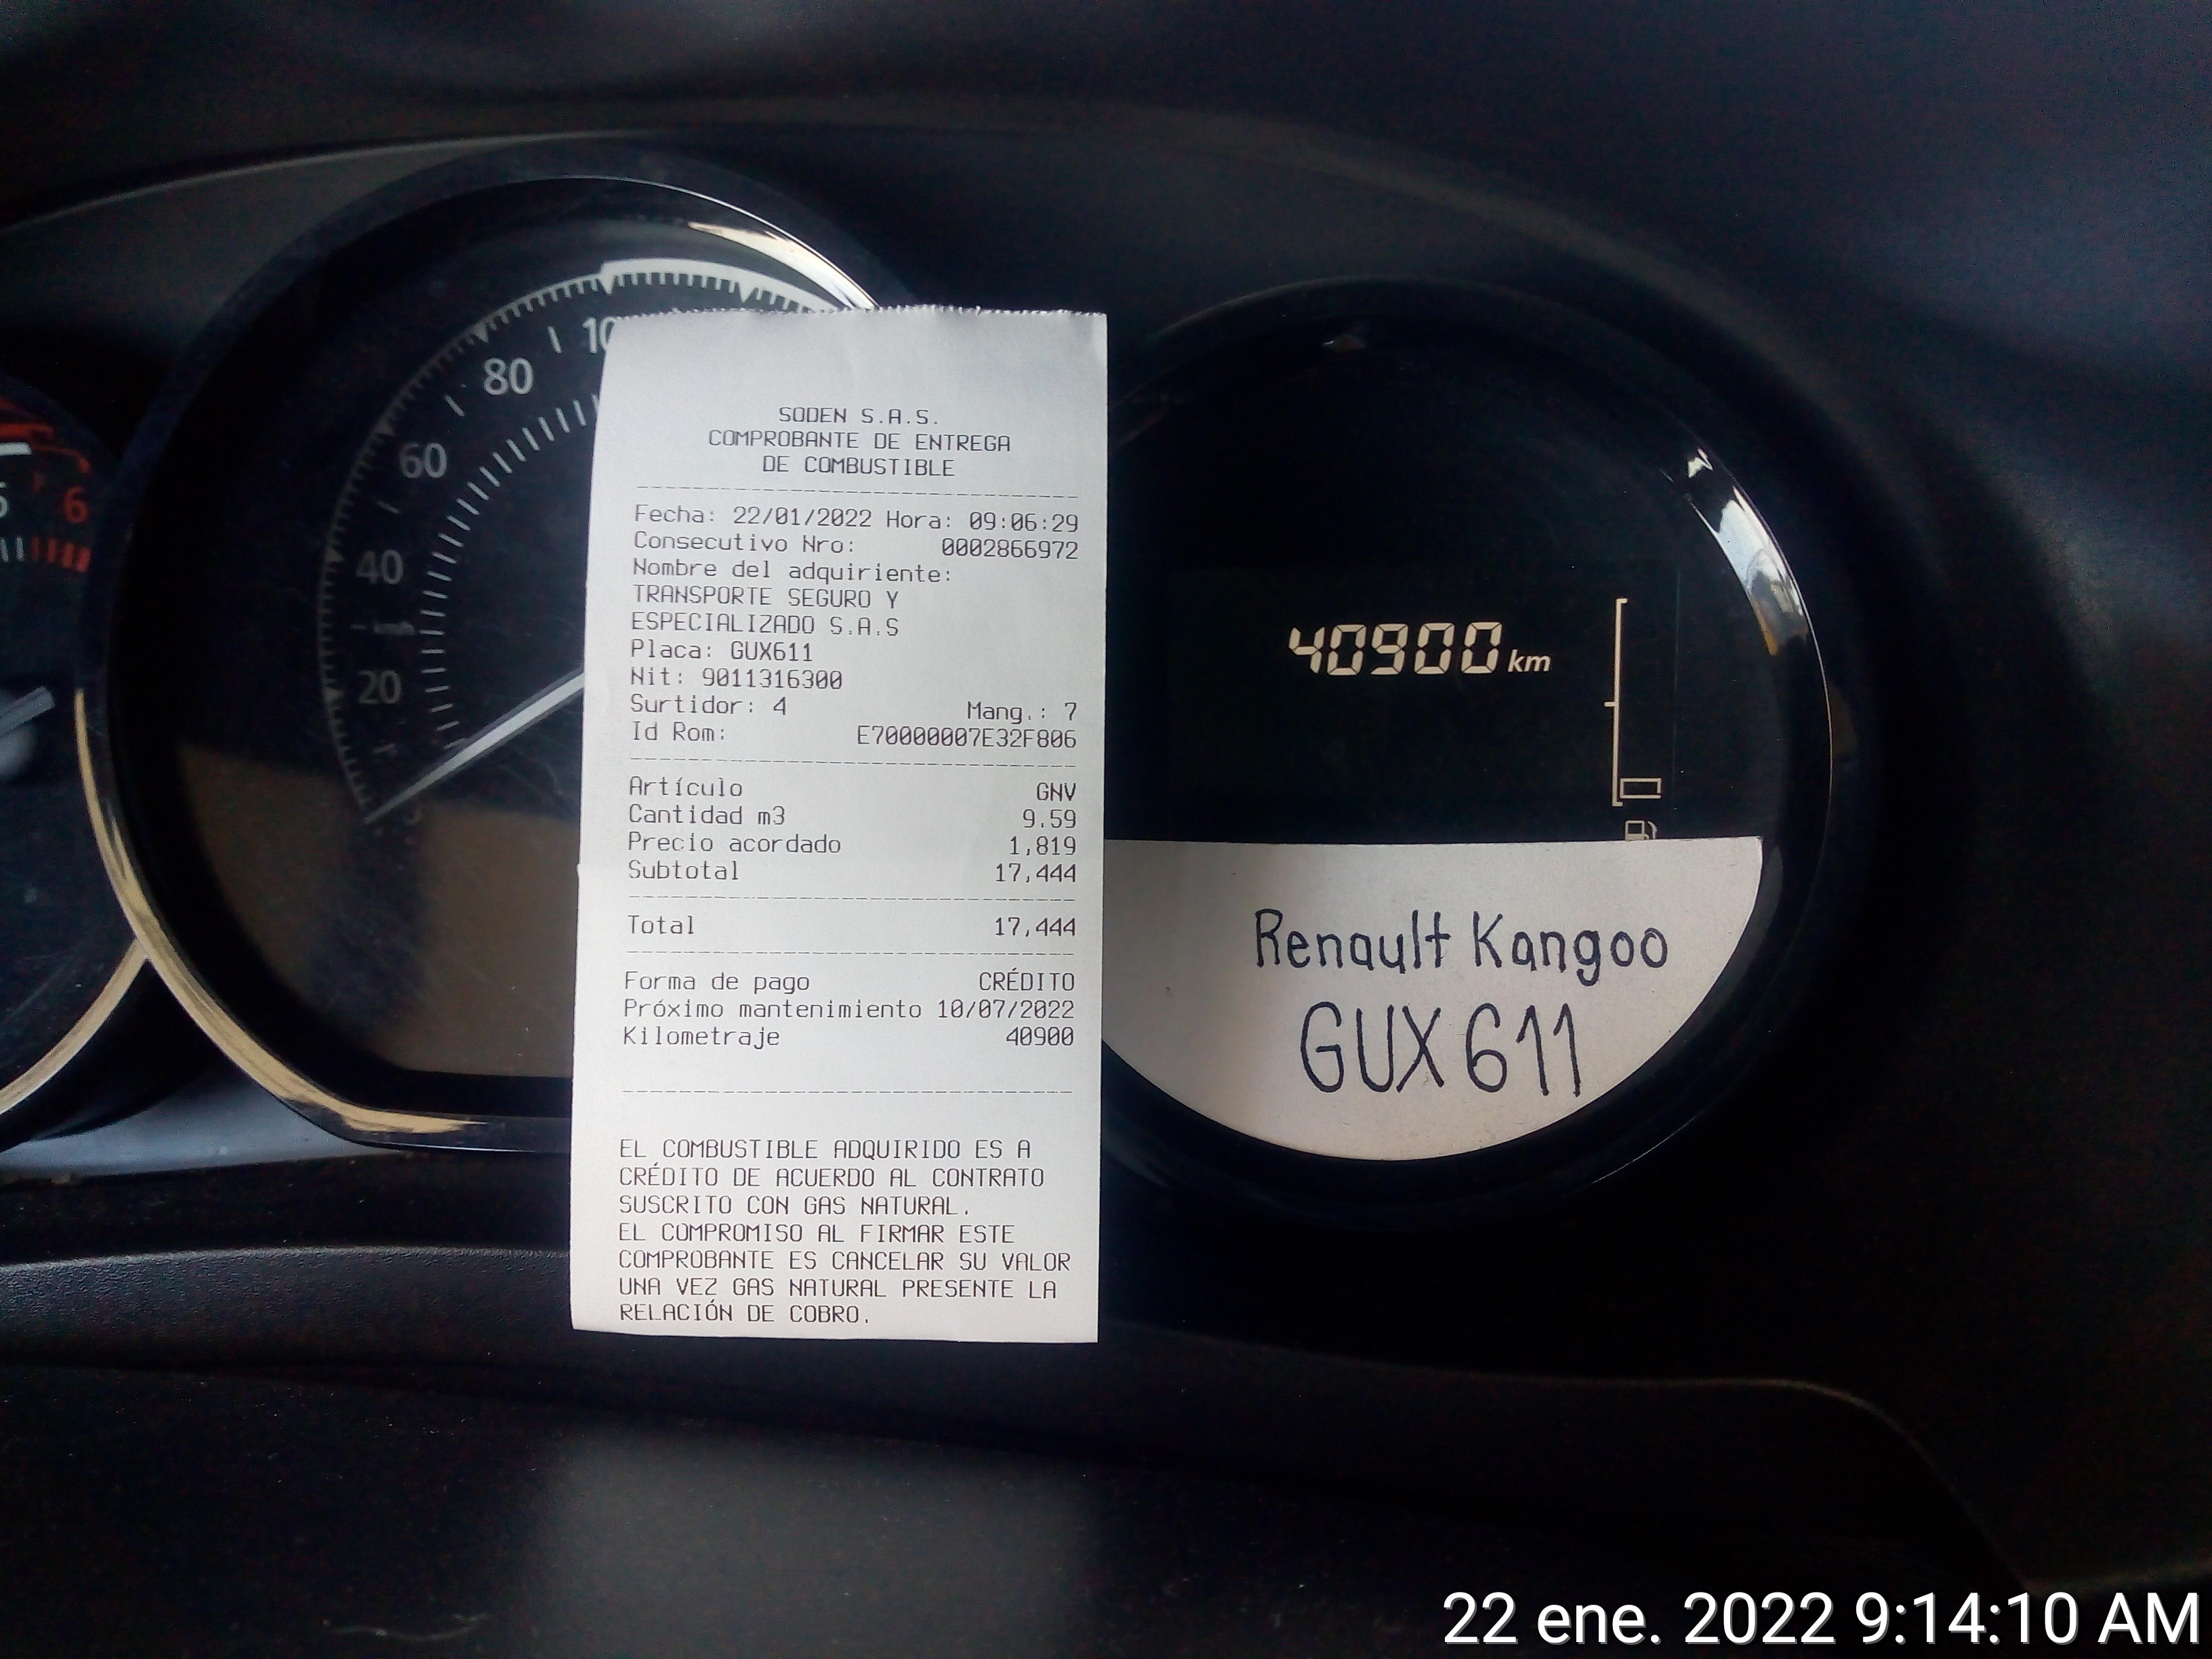 80
10
60
40
20
km/h
5
6
SODEN S.A.S.
COMPROBANTE DE ENTREGA
DE COMBUSTIBLE
Fecha: 22/01/2022 Hora: 09:06:29
Consecutivo Nro: 0002866972
Nombre del adquiriente:
TRANSPORTE SEGURO Y
ESPECIALIZADO S.A.S
Placa: GUX611
Nit: 9011316300
Surtidor: 4 Mang.: 7
Id Rom: E70000007E32F806
Artículo GNV
Cantidad m3 9.59
Precio acordado 1,819
Subtotal 17,444
Total 17,444
Forma de pago CRÉDITO
Próximo mantenimiento 10/07/2022
Kilometraje 40900
EL COMBUSTIBLE ADQUIRIDO ES A
CRÉDITO DE ACUERDO AL CONTRATO
SUSCRITO CON GAS NATURAL.
EL COMPROMISO AL FIRMAR ESTE
COMPROBANTE ES CANCELAR SU VALOR
UNA VEZ GAS NATURAL PRESENTE LA
RELACIÓN DE COBRO.
40900 km
Renault Kangoo
GUX 611
22 ene. 2022 9:14:10 AM